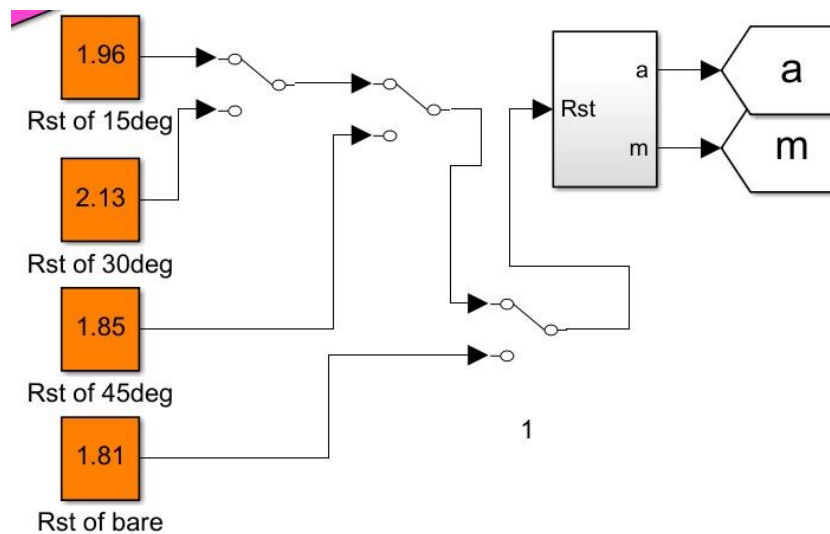 1.96
Rst of 15deg
2.13
Rst of 30deg
1.85
Rst of 45deg
1.81
Rst of bare
1
Rst
a
m
a
m